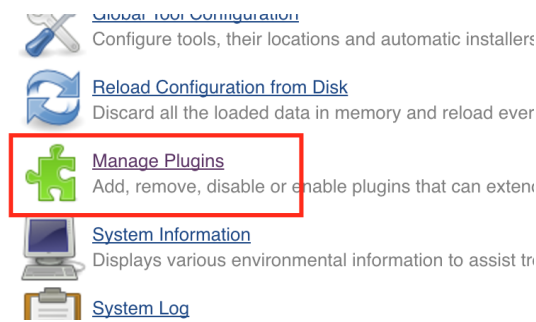 Global Tool Configuration
Configure tools, their locations and automatic installers
Reload Configuration from Disk
Discard all the loaded data in memory and reload ever
Manage Plugins
Add, remove, disable or enable plugins that can exten
System Information
Displays various environmental information to assist tr
System Log